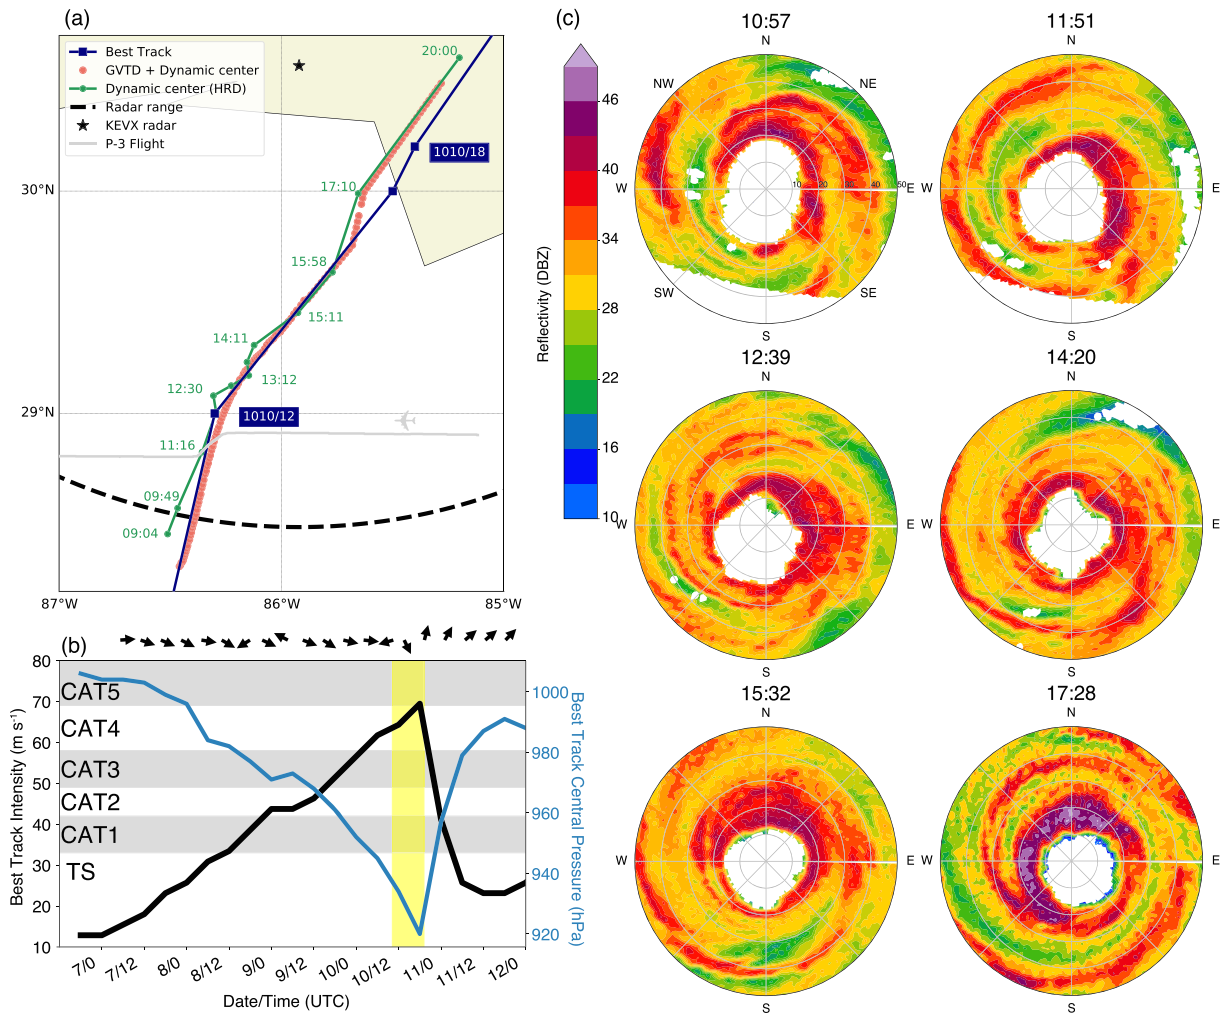 (a)
Best Track
GVTD + Dynamic center
Dynamic center (HRD)
Radar range
KEVX radar
P-3 Flight
20:00
1010/18
17:10
15:58
15:11
14:11
13:12
12:30
1010/12
11:16
09:49
09:04
30°N
29°N
87°W
86°W
85°W
(b)
80
70
60
50
40
30
20
10
Best Track Intensity (m s⁻¹)
CAT5
CAT4
CAT3
CAT2
CAT1
TS
1000
980
960
940
920
Best Track Central Pressure (hPa)
7/0
7/12
8/0
8/12
9/0
9/12
10/0
10/12
11/0
11/12
12/0
Date/Time (UTC)
(c)
46
40
34
28
22
16
10
Reflectivity (DBZ)
10:57
N
NW
NE
W
10
20
30
40
50
E
SW
SE
S
11:51
N
W
E
S
12:39
N
W
E
S
14:20
N
W
E
S
15:32
N
W
E
S
17:28
N
W
E
S